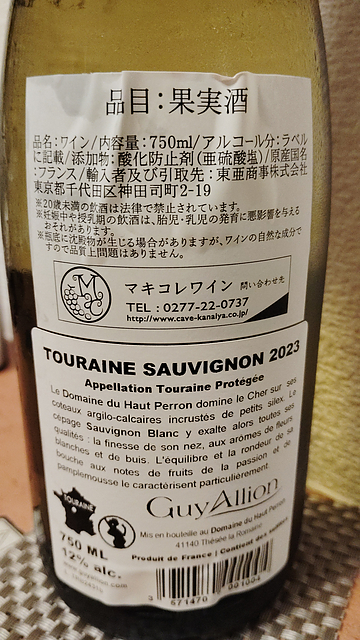 品目:果実酒
品名:ワイン/内容量:750ml/アルコール分:ラベル
に記載/添加物:酸化防止剤(亜硫酸塩)/原産国名
:フランス/輸入者及び引取先:東亜商事株式会社
東京都千代田区神田司町2-19
※20歳未満の飲酒は法律で禁止されています。
※妊娠中や授乳期の飲酒は、胎児・乳児の発育に悪影響を与える
おそれがあります。
※瓶底に沈殿物が生じる場合がありますが、ワインの自然な成分で
すので品質上問題はありません。
マキコレワイン 問い合わせ先
TEL : 0277-22-0737
http://www.cave-kanaiya.co.jp/
TOURAINE SAUVIGNON 2023
Appellation Touraine Protégée
Le Domaine du Haut Perron domine le Cher sur ses
coteaux argilo-calcaires incrustés de petits silex. Le
cépage Sauvignon Blanc y exalte alors toutes ses
qualités : la finesse de son nez, aux arômes de fleurs
blanches et de buis. L'équilibre et la rondeur de sa
bouche aux notes de fruits de la passion et de
pamplemousse le caractérisent particulièrement.
Guy Allion
TOURAINE
Mis en bouteille au Domaine du Haut Perron
41140 Thésée la Romaine
Produit de France | Contient des sulfites
750 ML
12% alc.
3 571470 901004